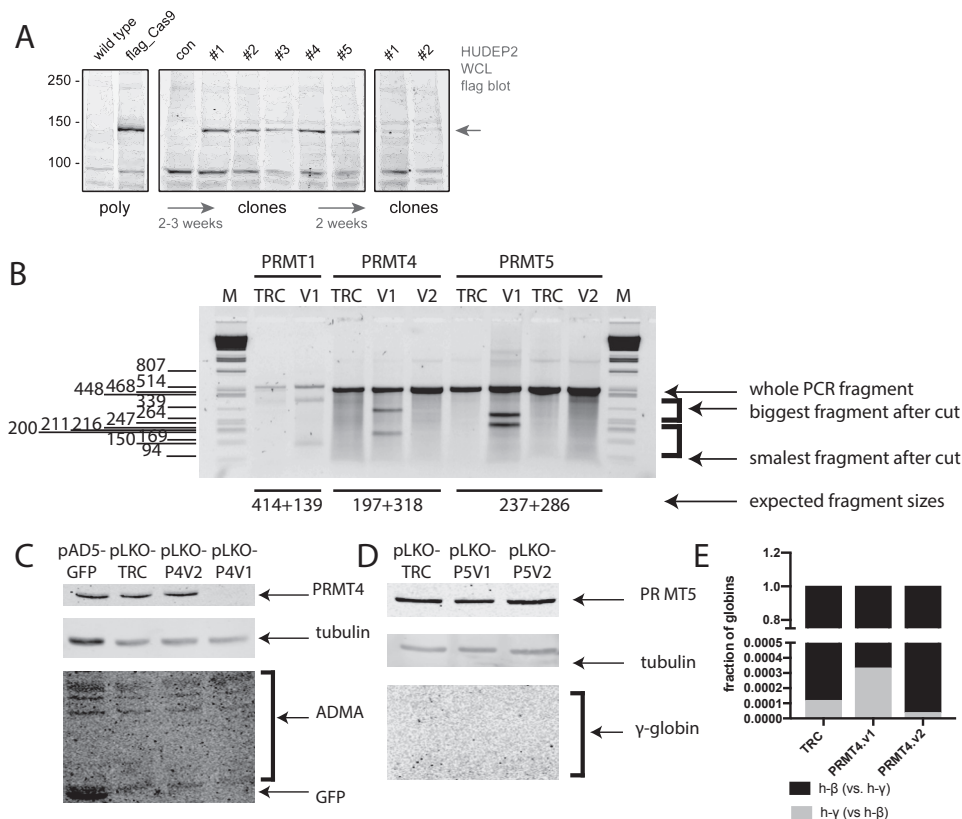 A
wild type
flag_Cas9
con
#1
#2
#3
#4
#5
#1
#2
HUDEP2
WCL
flag blot
250 -
150 -
100 -
poly
clones
clones
2-3 weeks
2 weeks
B
PRMT1
PRMT4
PRMT5
M
TRC
V1
TRC
V1
V2
TRC
V1
TRC
V2
M
807
514
468
448
339
264
247
216
211
200
169
150
94
whole PCR fragment
biggest fragment after cut
smalest fragment after cut
414+139
197+318
237+286
expected fragment sizes
C
pAD5-
GFP
pLKO-
TRC
pLKO-
P4V2
pLKO-
P4V1
PRMT4
tubulin
ADMA
GFP
D
pLKO-
TRC
pLKO-
P5V1
pLKO-
P5V2
PR MT5
tubulin
γ-globin
E
fraction of globins
1.2
1.0
0.8
0.0005
0.0004
0.0003
0.0002
0.0001
0.0000
TRC
PRMT4.v1
PRMT4.v2
h-β (vs. h-γ)
h-γ (vs h-β)